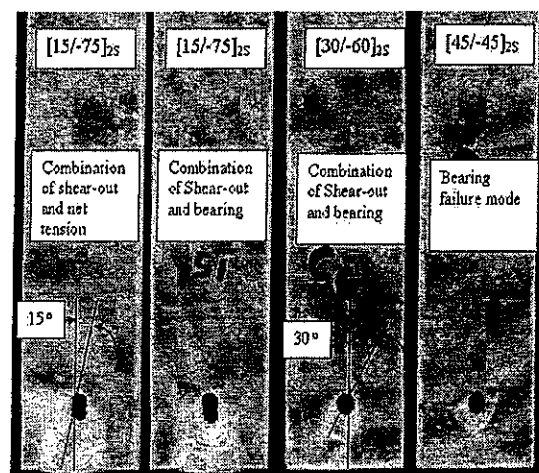 [15/-75]2S
[15/-75]2S
[30/-60]2S
[45/-45]2S
Combination
of shear-out
and net
tension
Combination
of Shear-out
and bearing
Combination
of Shear-out
and bearing
Bearing
failure mode
15°
30°